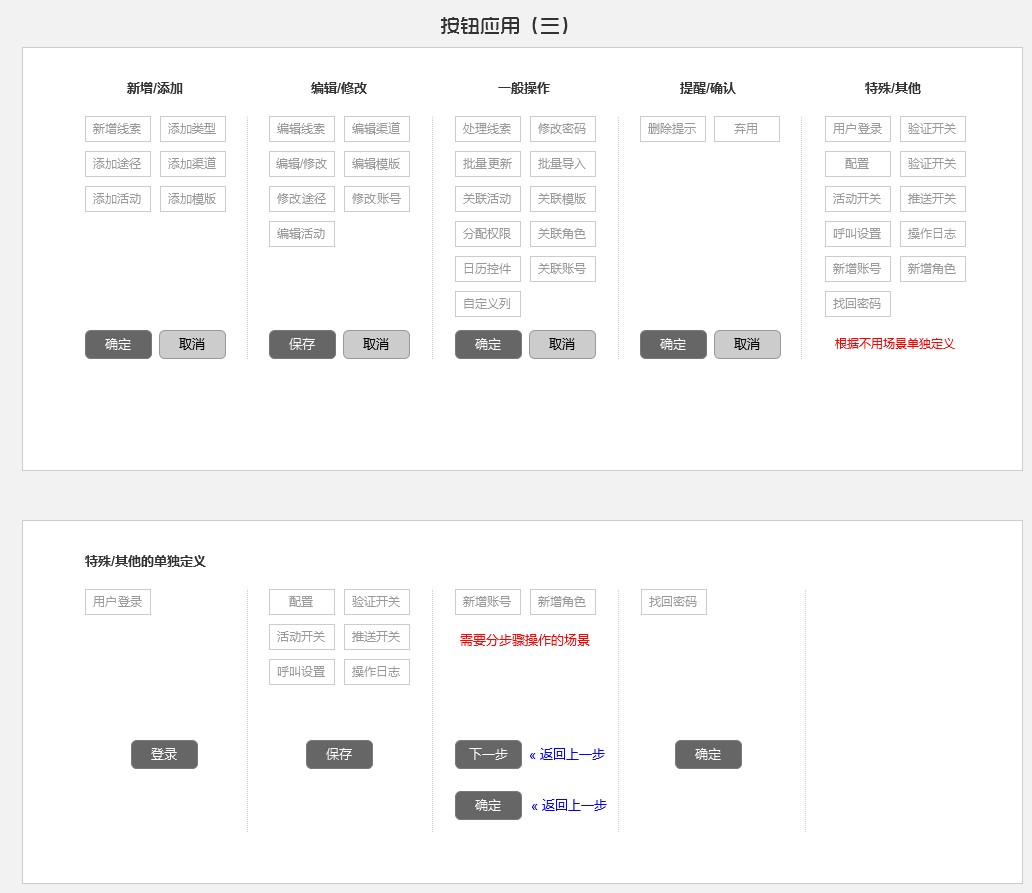 按钮应用（三）
新增/添加 编辑/修改 一般操作 提醒/确认 特殊/其他
新增线索 添加类型 编辑线索 编辑渠道 处理线索 修改密码 删除提示 弃用 用户登录 验证开关
添加途径 添加渠道 编辑/修改 编辑模版 批量更新 批量导入 配置 验证开关
添加活动 添加模版 修改途径 修改账号 关联活动 关联模版 活动开关 推送开关
编辑活动 分配权限 关联角色 呼叫设置 操作日志
日历控件 关联账号 新增账号 新增角色
自定义列 找回密码
确定 取消 保存 取消 确定 取消 确定 取消 根据不用场景单独定义
特殊/其他的单独定义
用户登录 配置 验证开关 新增账号 新增角色 找回密码
活动开关 推送开关 需要分步骤操作的场景
呼叫设置 操作日志
登录 保存 下一步 « 返回上一步 确定
确定 « 返回上一步